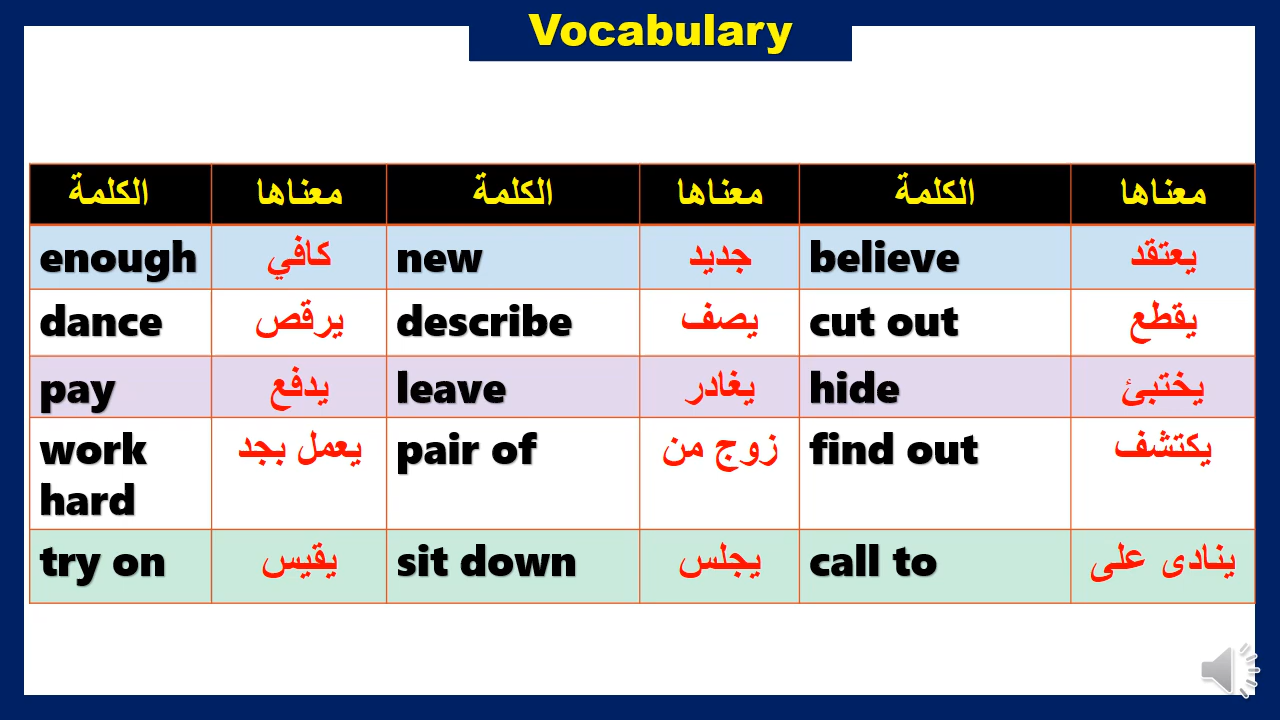 Vocabulary
الكلمة معناها الكلمة معناها الكلمة معناها
enough كافي new جديد believe يعتقد
dance يرقص describe يصف cut out يقطع
pay يدفع leave يغادر hide يختبئ
work يعمل بجد pair of زوج من find out يكتشف
hard
try on يقيس sit down يجلس call to ينادى على